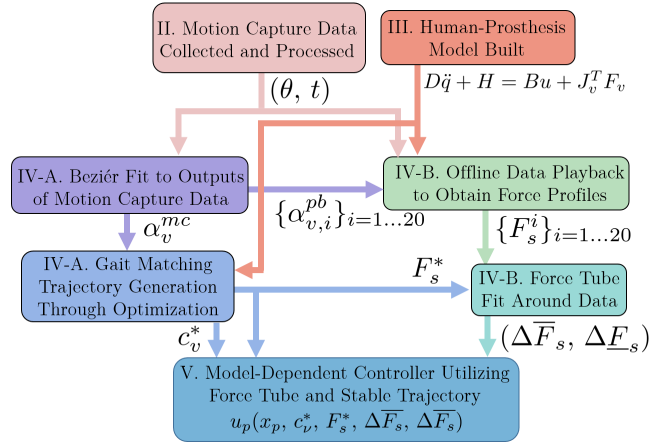 II. Motion Capture Data
Collected and Processed
III. Human-Prosthesis
Model Built
(θ, t)
Dq̈ + H = Bu + J_v^T F_v
IV-A. Beziér Fit to Outputs
of Motion Capture Data
IV-B. Offline Data Playback
to Obtain Force Profiles
{α_{v,i}^{pb}}_{i=1...20}
α_v^{mc}
{F_s^i}_{i=1...20}
IV-A. Gait Matching
Trajectory Generation
Through Optimization
F_s^*
IV-B. Force Tube
Fit Around Data
c_v^*
(ΔF̅_s, ΔF̲_s)
V. Model-Dependent Controller Utilizing
Force Tube and Stable Trajectory
u_p(x_p, c_ν^*, F_s^*, ΔF̅_s, ΔF̅_s)